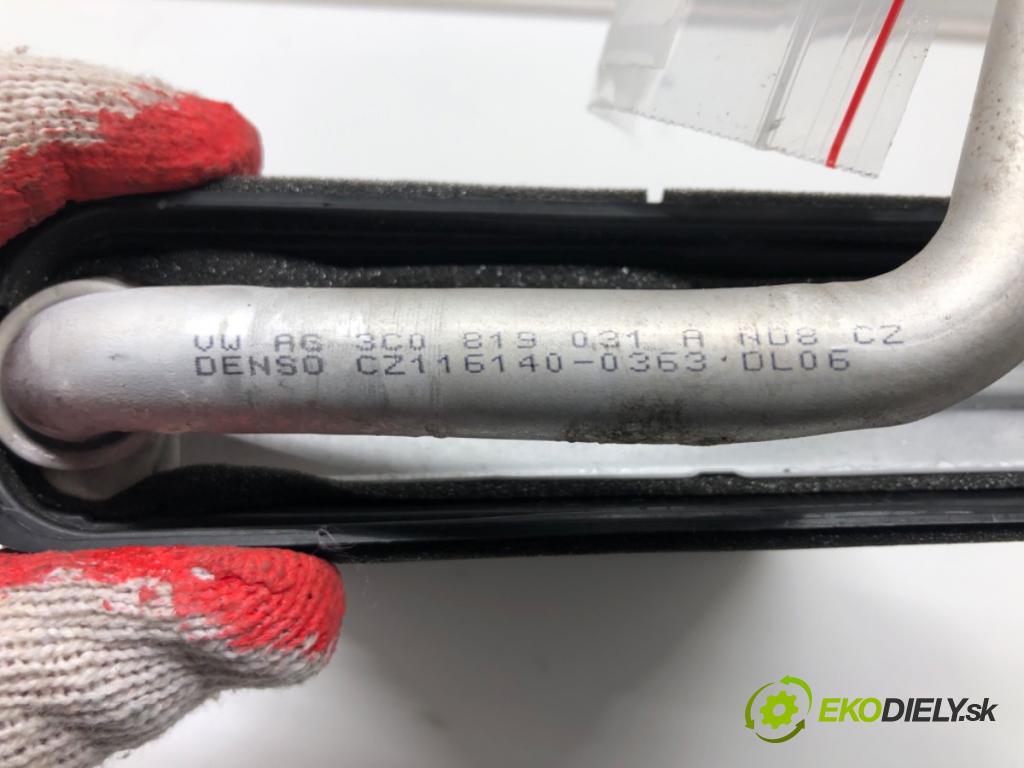 VW AG 3C0 819 031 A ND8 CZ
DENSO CZ116140-0363 DL06
EKODIELY.sk